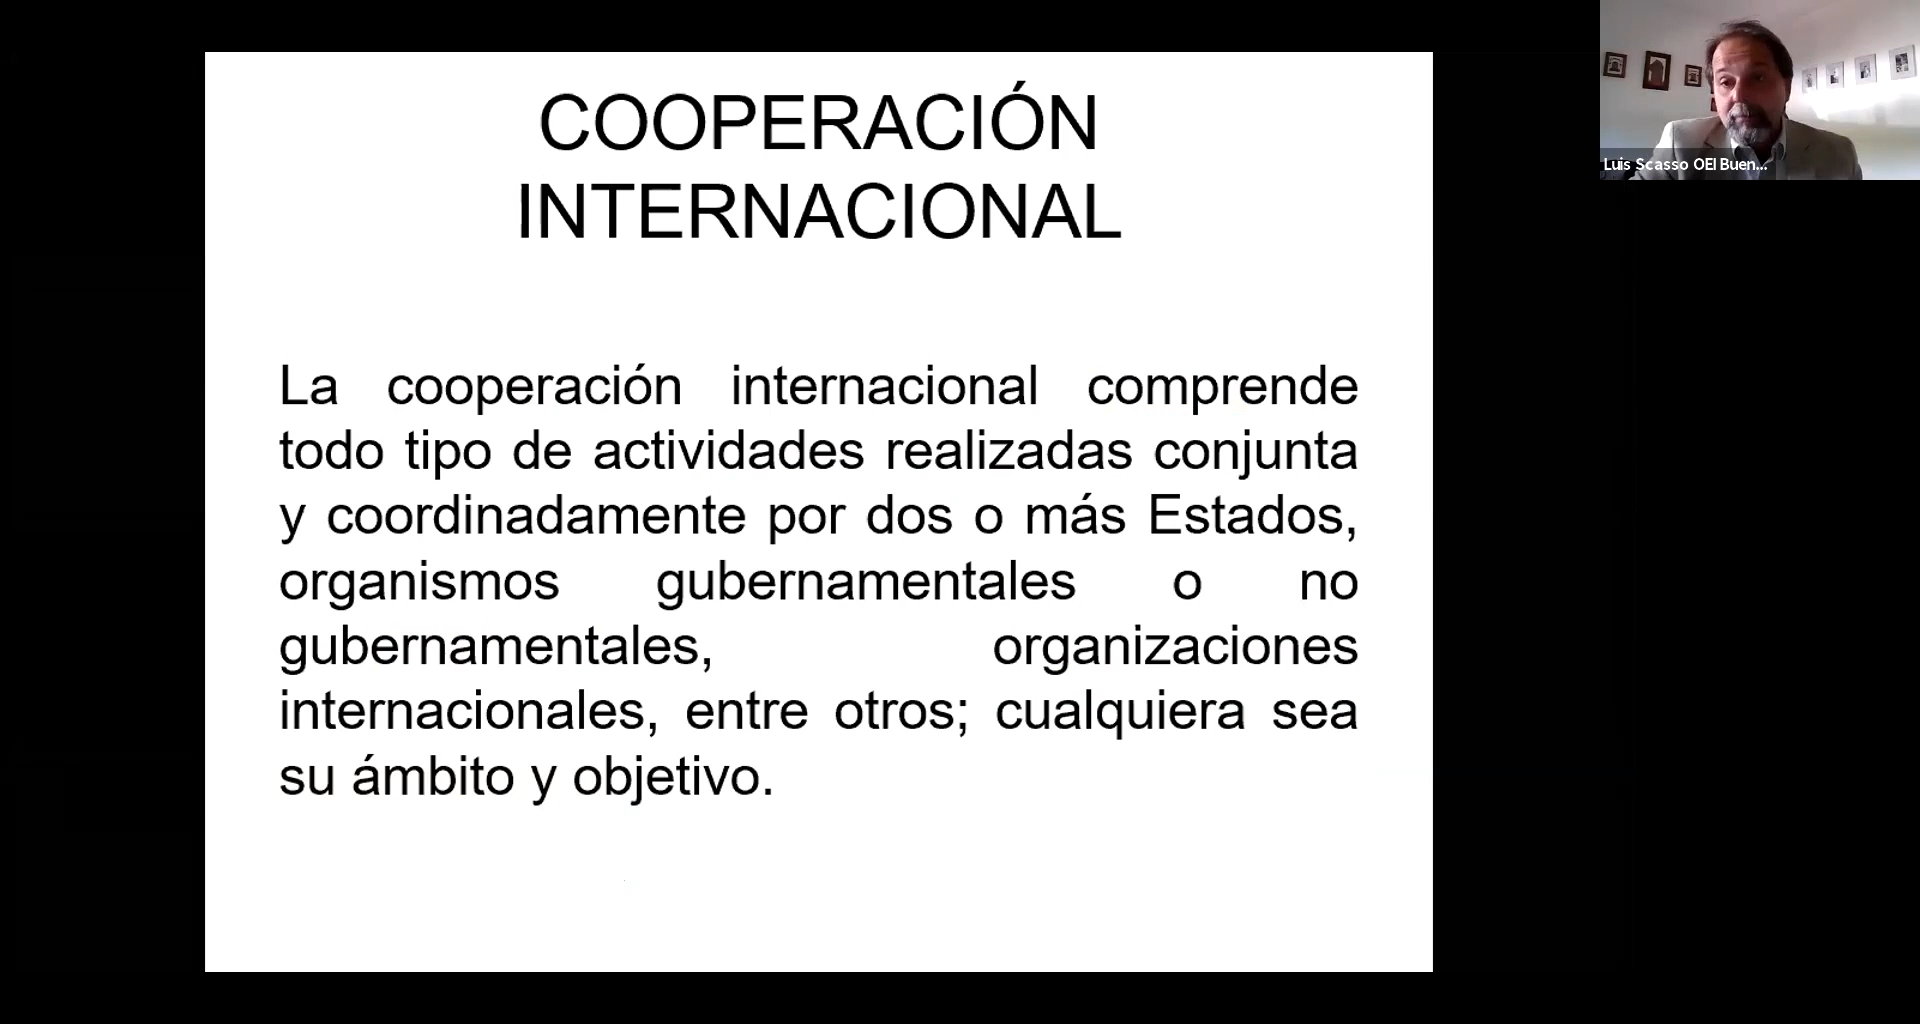 COOPERACIÓN
INTERNACIONAL
La cooperación internacional comprende
todo tipo de actividades realizadas conjunta
y coordinadamente por dos o más Estados,
organismos gubernamentales o no
gubernamentales, organizaciones
internacionales, entre otros; cualquiera sea
su ámbito y objetivo.
Luis Scasso OEI Buen...